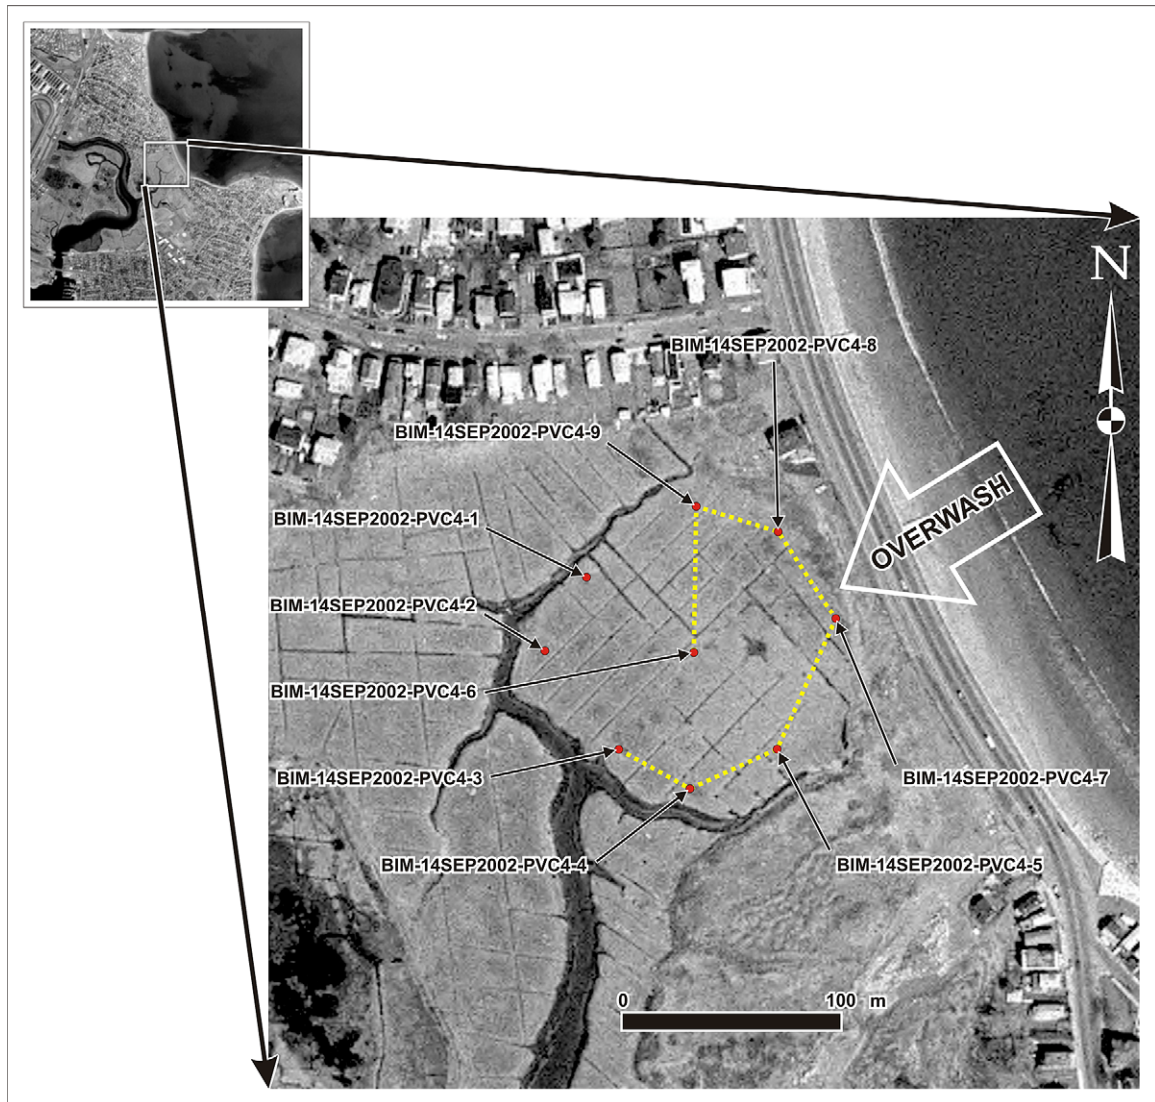 N
BIM-14SEP2002-PVC4-8
BIM-14SEP2002-PVC4-9
OVERWASH
BIM-14SEP2002-PVC4-1
BIM-14SEP2002-PVC4-2
BIM-14SEP2002-PVC4-6
BIM-14SEP2002-PVC4-3
BIM-14SEP2002-PVC4-7
BIM-14SEP2002-PVC4-4
BIM-14SEP2002-PVC4-5
0 100 m